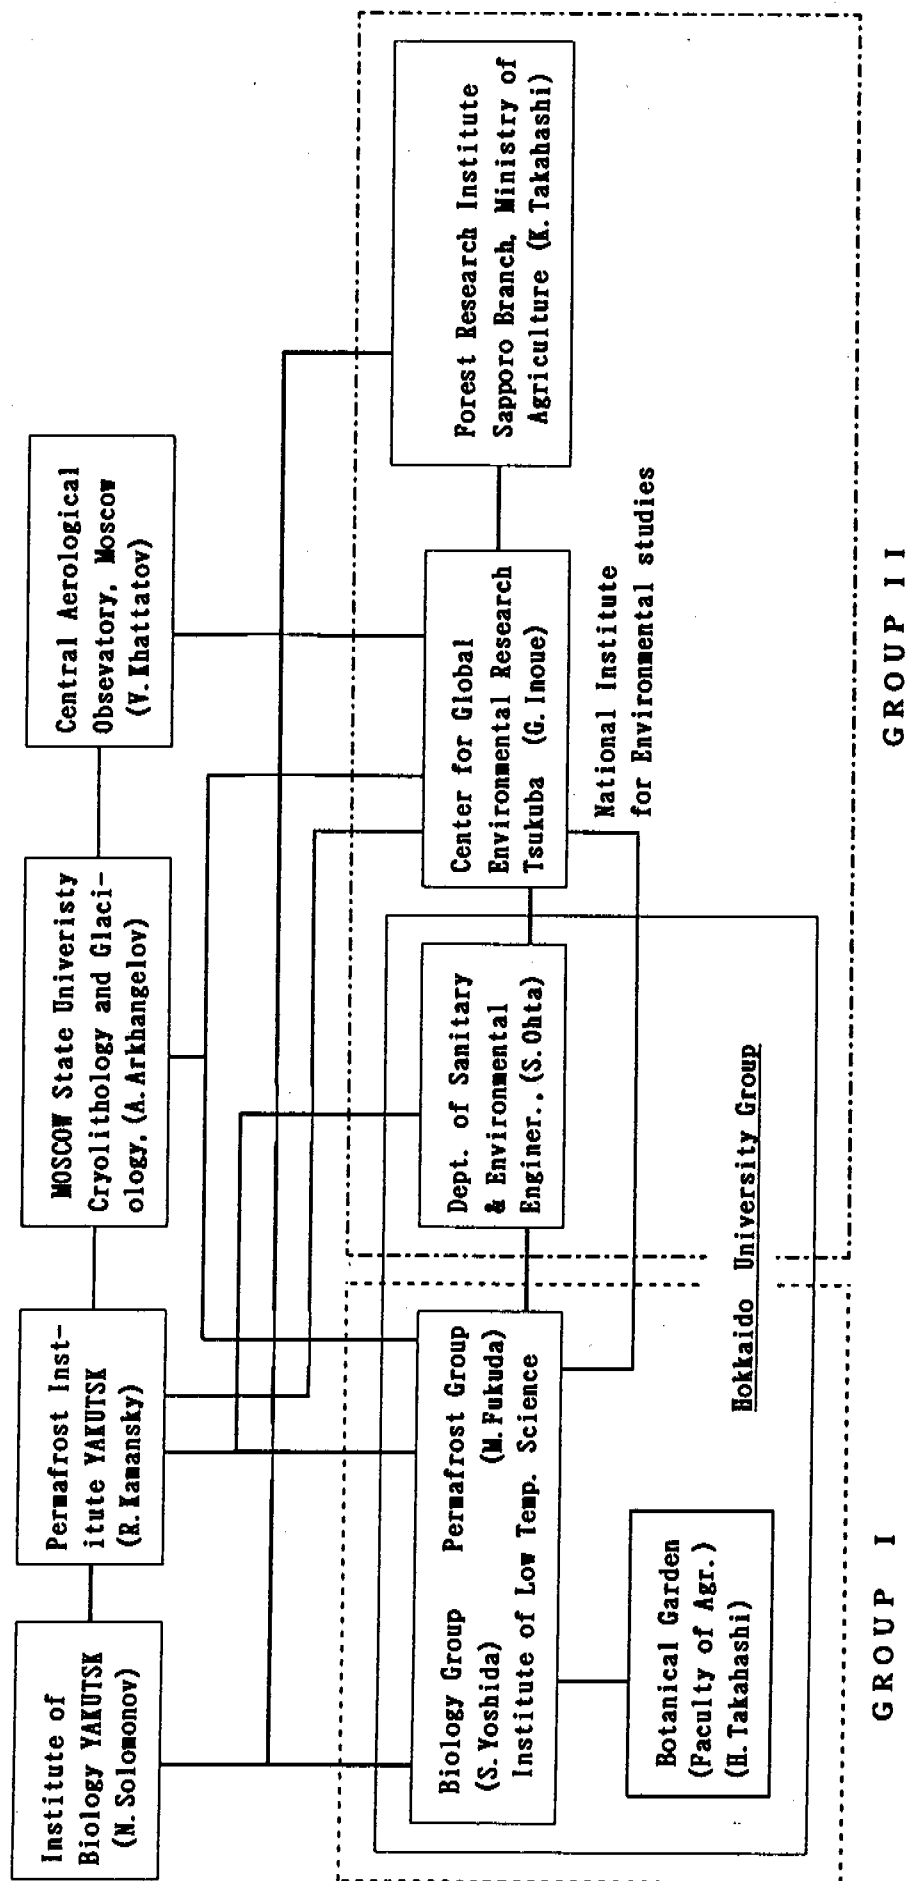 Institute of
Biology YAKUTSK
(N. Solomonov)
Permafrost Inst-
itute YAKUTSK
(R. Kamansky)
MOSCOW State Univeristy
Cryolithology and Glaci-
ology, (A. Arkhangelov)
Central Aerological
Obsevatory, Moscow
(V. Khattatov)
Biology Group Permafrost Group
(S. Yoshida) (M. Fukuda)
Institute of Low Temp. Science
Dept. of Sanitary
& Environmental
Enginer., (S. Ohta)
Center for Global
Environmental Research
Tsukuba (G. Inoue)
Forest Research Institute
Sapporo Branch, Ministry of
Agriculture (K. Takahashi)
National Institute
for Environmental studies
Botanical Garden
(Faculty of Agr.)
(H. Takahashi)
Hokkaido University Group
GROUP I
GROUP II